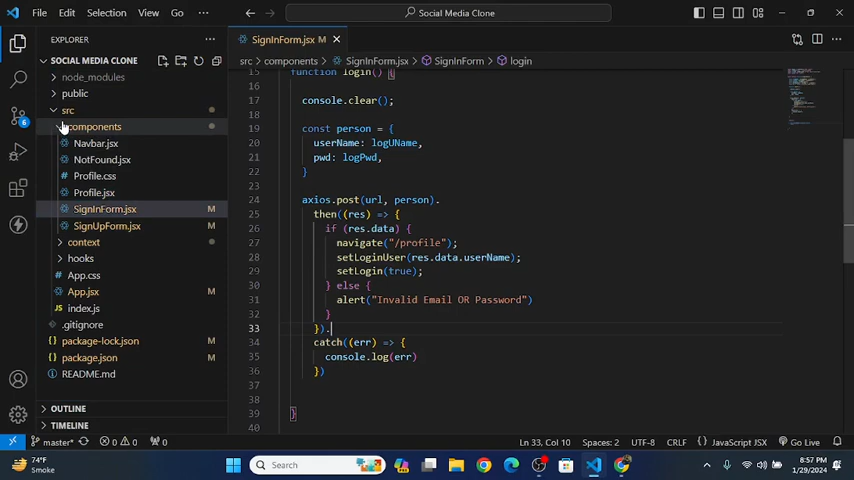 File Edit Selection View Go ... Social Media Clone
EXPLORER ...
SOCIAL MEDIA CLONE
node_modules
public
src
components
Navbar.jsx
NotFound.jsx
Profile.css
Profile.jsx
SignInForm.jsx M
SignUpForm.jsx M
context
hooks
App.css
App.jsx M
index.js
.gitignore
package-lock.json M
package.json M
README.md
OUTLINE
TIMELINE
SignInForm.jsx M
src > components > SignInForm.jsx > SignInForm > login
15 function login() {
16
17 console.clear();
18
19 const person = {
20 userName: logUName,
21 pwd: logPwd,
22 }
23
24 axios.post(url, person).
25 then((res) => {
26 if (res.data) {
27 navigate("/profile");
28 setLoginUser(res.data.userName);
29 setLogin(true);
30 } else {
31 alert("Invalid Email OR Password")
32 }
33 }).
34 catch((err) => {
35 console.log(err)
36 })
37
38
39 }
40
6
master* 0 0 0 Ln 33, Col 10 Spaces: 2 UTF-8 CRLF JavaScript JSX Go Live
74°F
Smoke
Search
8:57 PM
1/29/2024